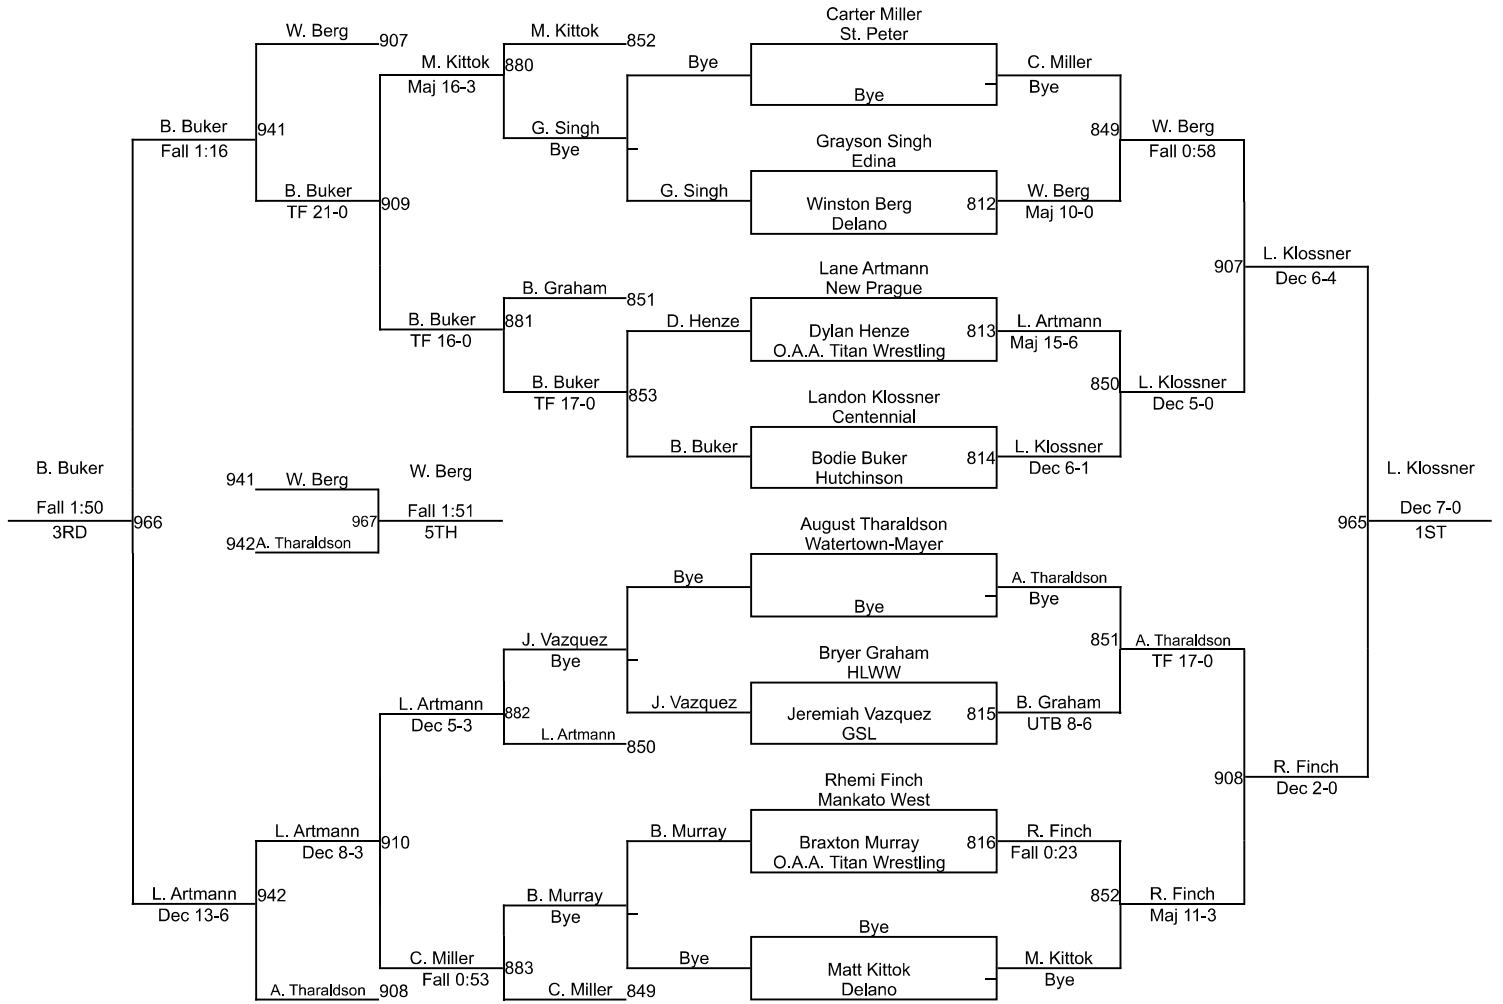 Carter Miller
St. Peter
Bye
Grayson Singh
Edina
Winston Berg
Delano
812
Lane Artmann
New Prague
Dylan Henze
O.A.A. Titan Wrestling
813
Landon Klossner
Centennial
Bodie Buker
Hutchinson
814
August Tharaldson
Watertown-Mayer
Bye
Bryer Graham
HLWW
Jeremiah Vazquez
GSL
815
Rhemi Finch
Mankato West
Braxton Murray
O.A.A. Titan Wrestling
816
Bye
Matt Kittok
Delano
C. Miller
Bye
849
W. Berg
Maj 10-0
L. Artmann
Maj 15-6
850
L. Klossner
Dec 6-1
A. Tharaldson
Bye
851
B. Graham
UTB 8-6
R. Finch
Fall 0:23
852
M. Kittok
Bye
W. Berg
Fall 0:58
907
L. Klossner
Dec 5-0
A. Tharaldson
TF 17-0
908
R. Finch
Maj 11-3
L. Klossner
Dec 6-4
965
R. Finch
Dec 2-0
L. Klossner
Dec 7-0
1ST
Bye
G. Singh
D. Henze
853
B. Buker
Bye
J. Vazquez
B. Murray
Bye
M. Kittok
852
880
G. Singh
Bye
B. Graham
851
881
B. Buker
TF 17-0
J. Vazquez
Bye
882
L. Artmann
850
B. Murray
Bye
883
C. Miller
849
M. Kittok
Maj 16-3
909
B. Buker
TF 16-0
L. Artmann
Dec 5-3
910
C. Miller
Fall 0:53
W. Berg
907
941
B. Buker
TF 21-0
L. Artmann
Dec 8-3
942
A. Tharaldson
908
B. Buker
Fall 1:16
966
L. Artmann
Dec 13-6
B. Buker
Fall 1:50
3RD
941
W. Berg
967
942
A. Tharaldson
W. Berg
Fall 1:51
5TH